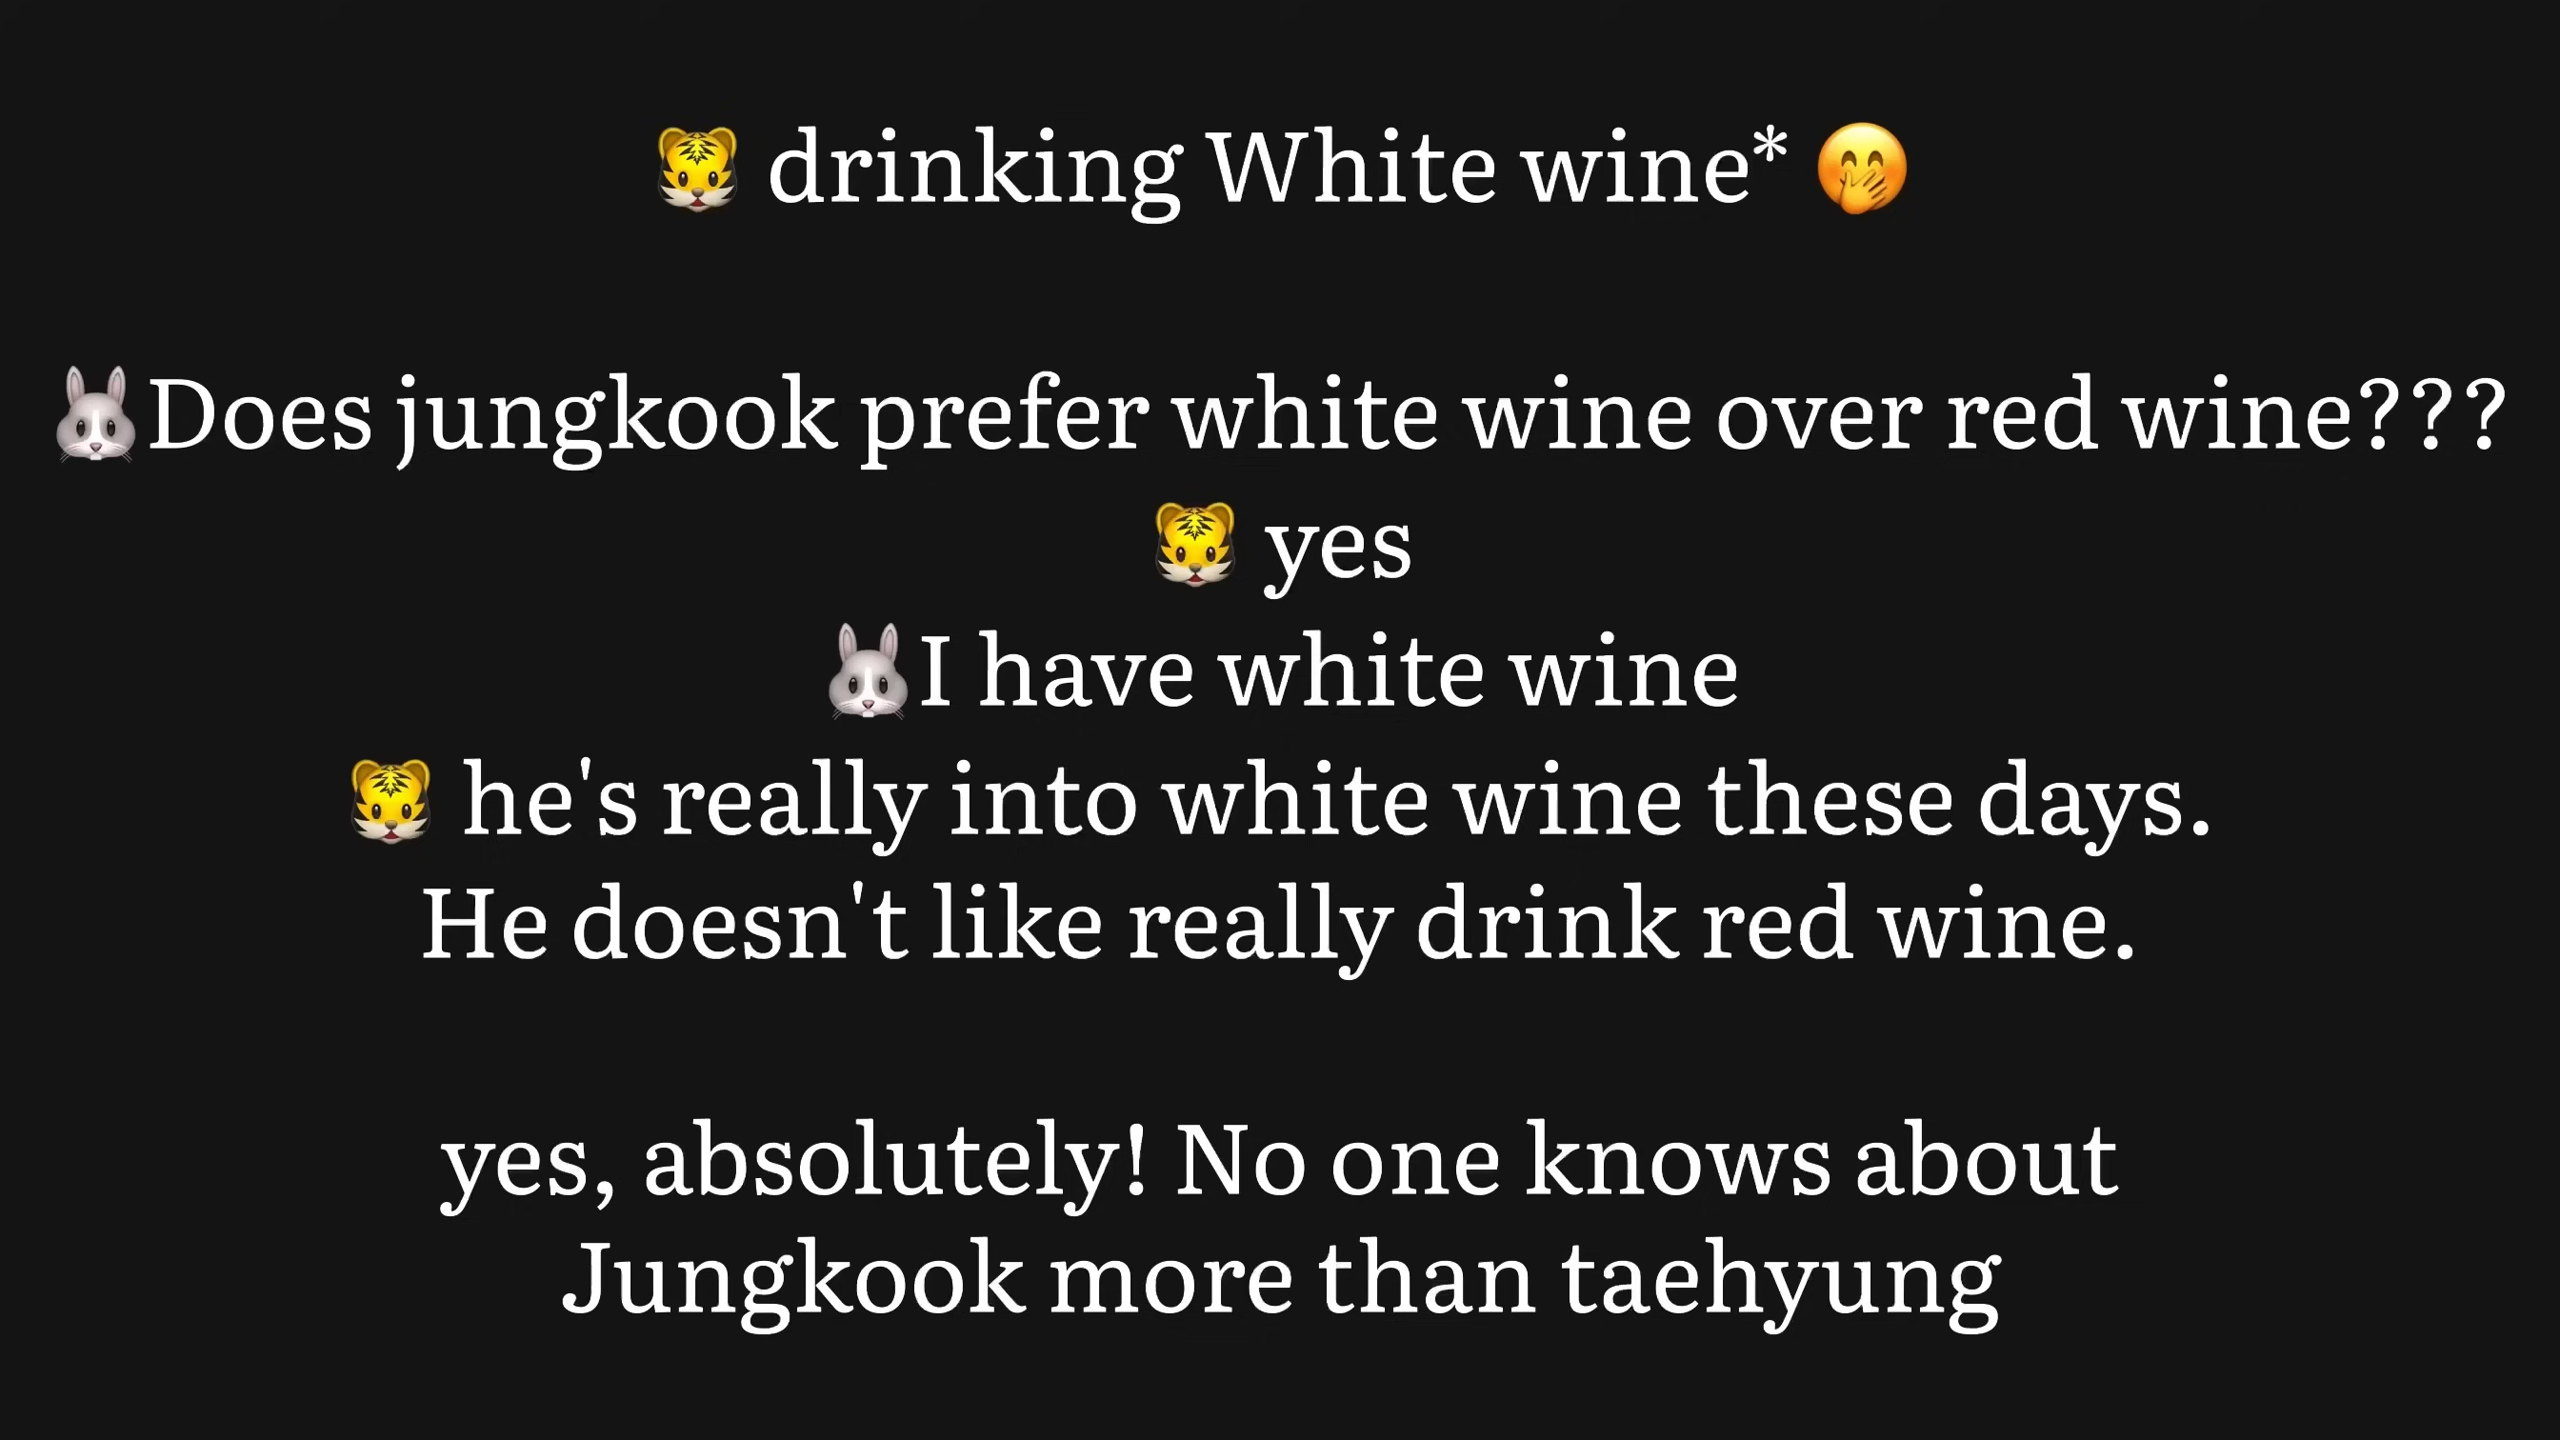 🐯 drinking White wine* 🤭
🐰Does jungkook prefer white wine over red wine???
🐯 yes
🐰I have white wine
🐯 he's really into white wine these days.
He doesn't like really drink red wine.
yes, absolutely! No one knows about
Jungkook more than taehyung